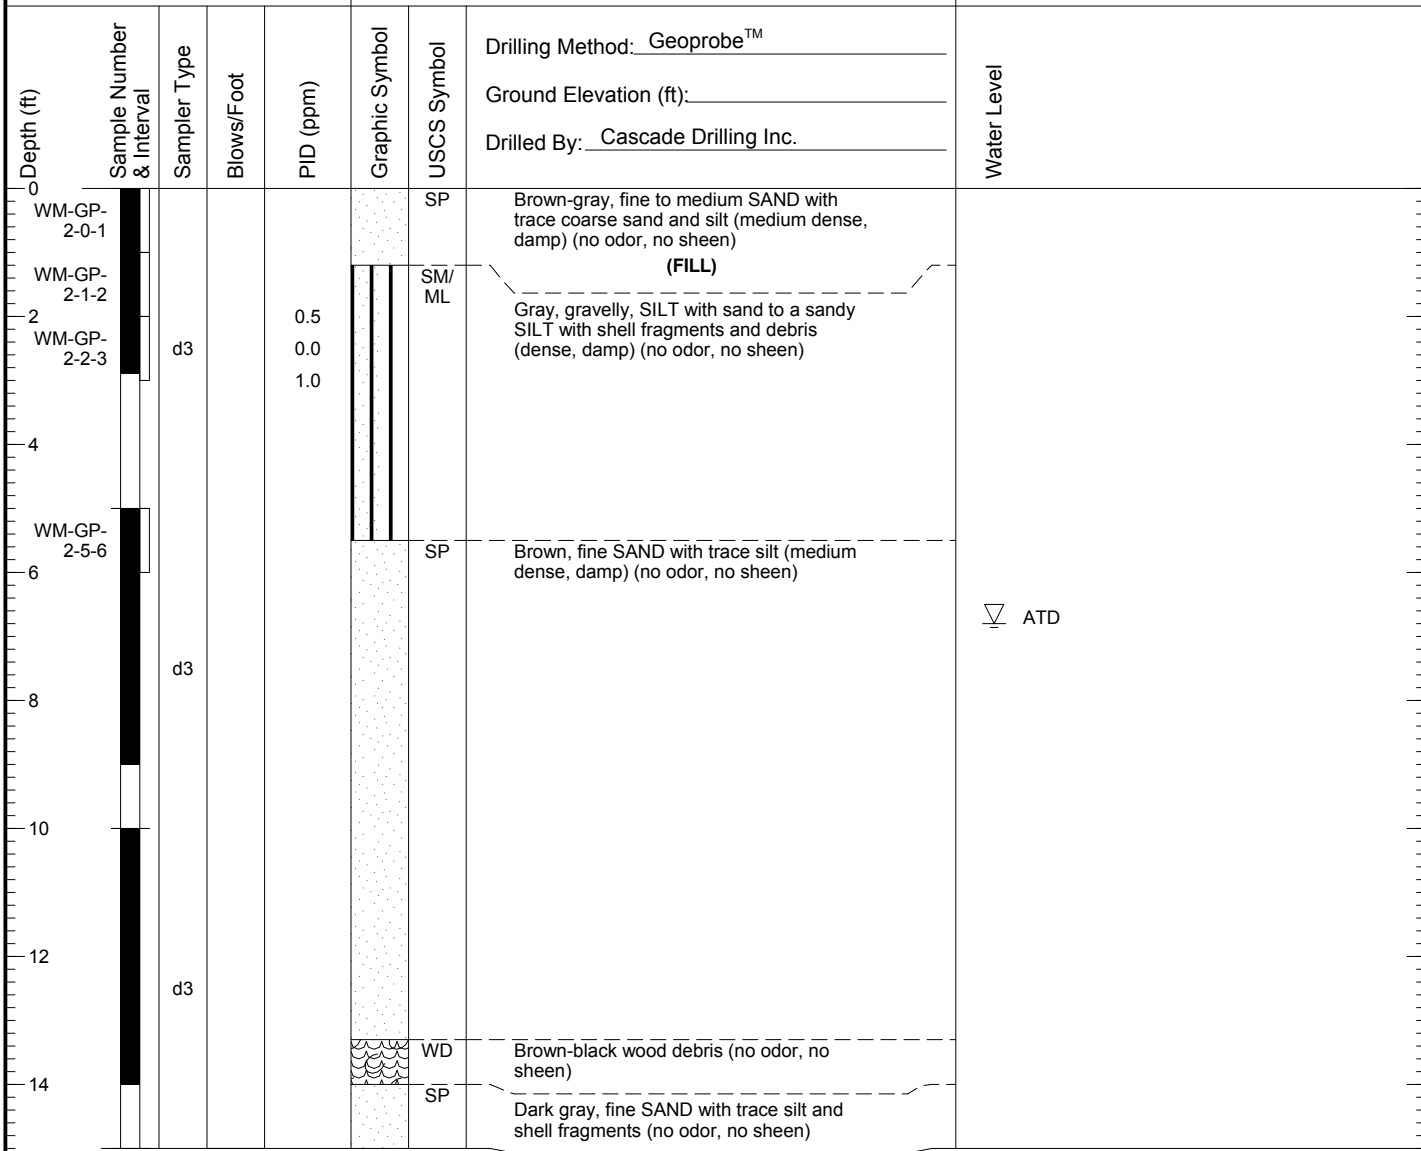 Depth (ft)
Sample Number
& Interval
Sampler Type
Blows/Foot
PID (ppm)
Graphic Symbol
USCS Symbol
Drilling Method: Geoprobe™
Ground Elevation (ft):
Drilled By: Cascade Drilling Inc.
Water Level
0
WM-GP-
2-0-1
SP
Brown-gray, fine to medium SAND with
trace coarse sand and silt (medium dense,
damp) (no odor, no sheen)
(FILL)
WM-GP-
2-1-2
SM/
ML
Gray, gravelly, SILT with sand to a sandy
SILT with shell fragments and debris
(dense, damp) (no odor, no sheen)
2
0.5
WM-GP-
2-2-3
d3
0.0
1.0
4
WM-GP-
2-5-6
SP
Brown, fine SAND with trace silt (medium
dense, damp) (no odor, no sheen)
6
ATD
d3
8
10
12
d3
WD
Brown-black wood debris (no odor, no
sheen)
14
SP
Dark gray, fine SAND with trace silt and
shell fragments (no odor, no sheen)